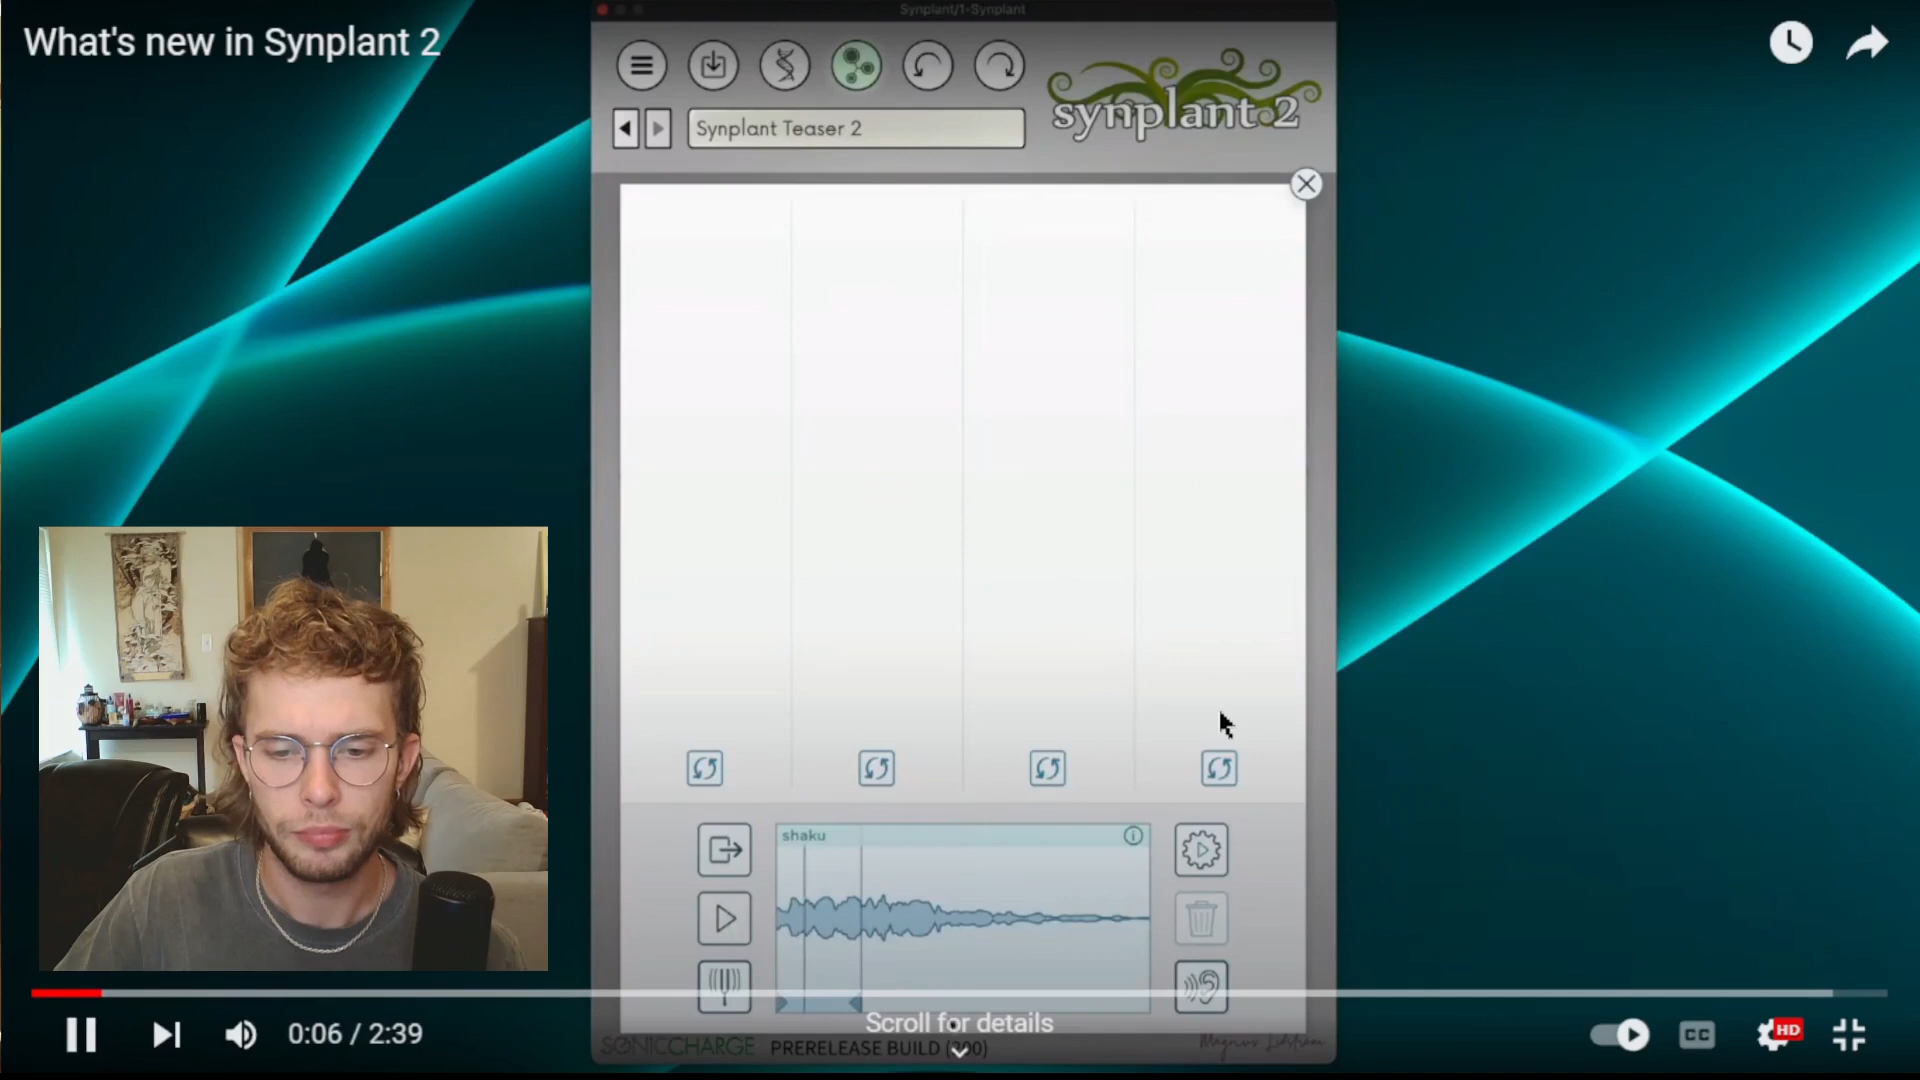 What's new in Synplant 2
Synplant/1-Synplant
synplant 2
Synplant Teaser 2
shaku
0:06 / 2:39
Scroll for details
SONICCHARGE PRERELEASE BUILD
CC
HD